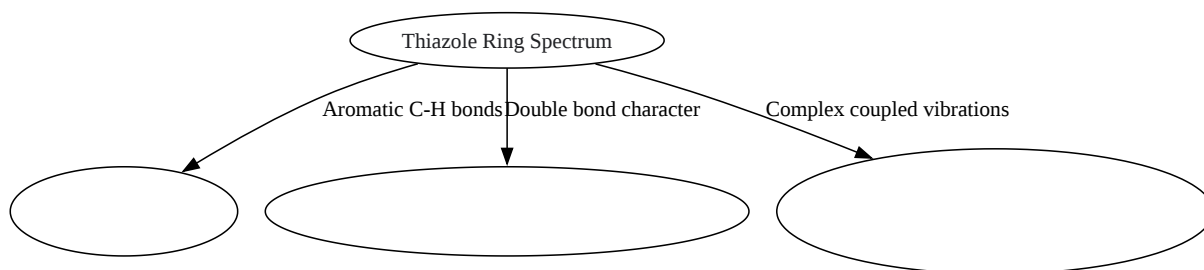 Thiazole Ring Spectrum
Aromatic C-H bonds
Double bond character
Complex coupled vibrations